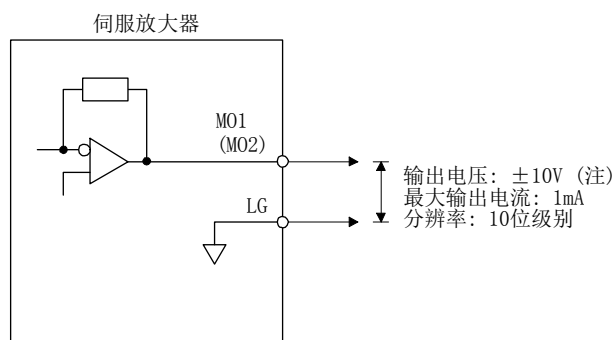 伺服放大器
MO1
(MO2)
LG
输出电压: ±10V (注)
最大输出电流: 1mA
分辨率: 10位级别